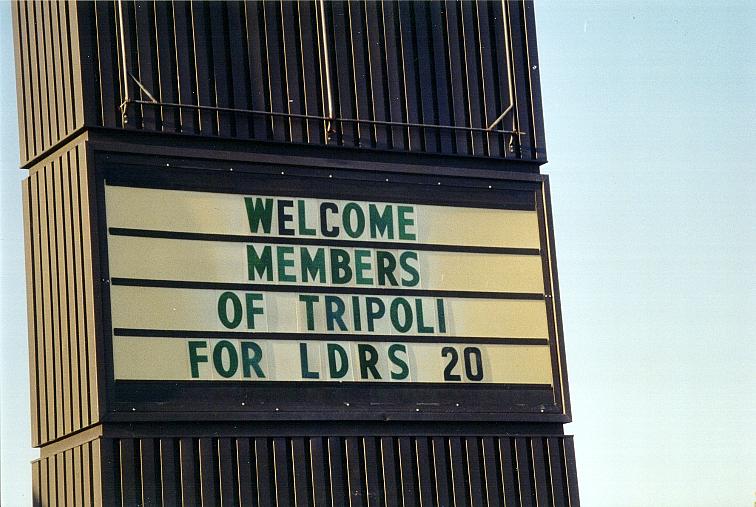 WELCOME
MEMBERS
OF TRIPOLI
FOR LDRS 20